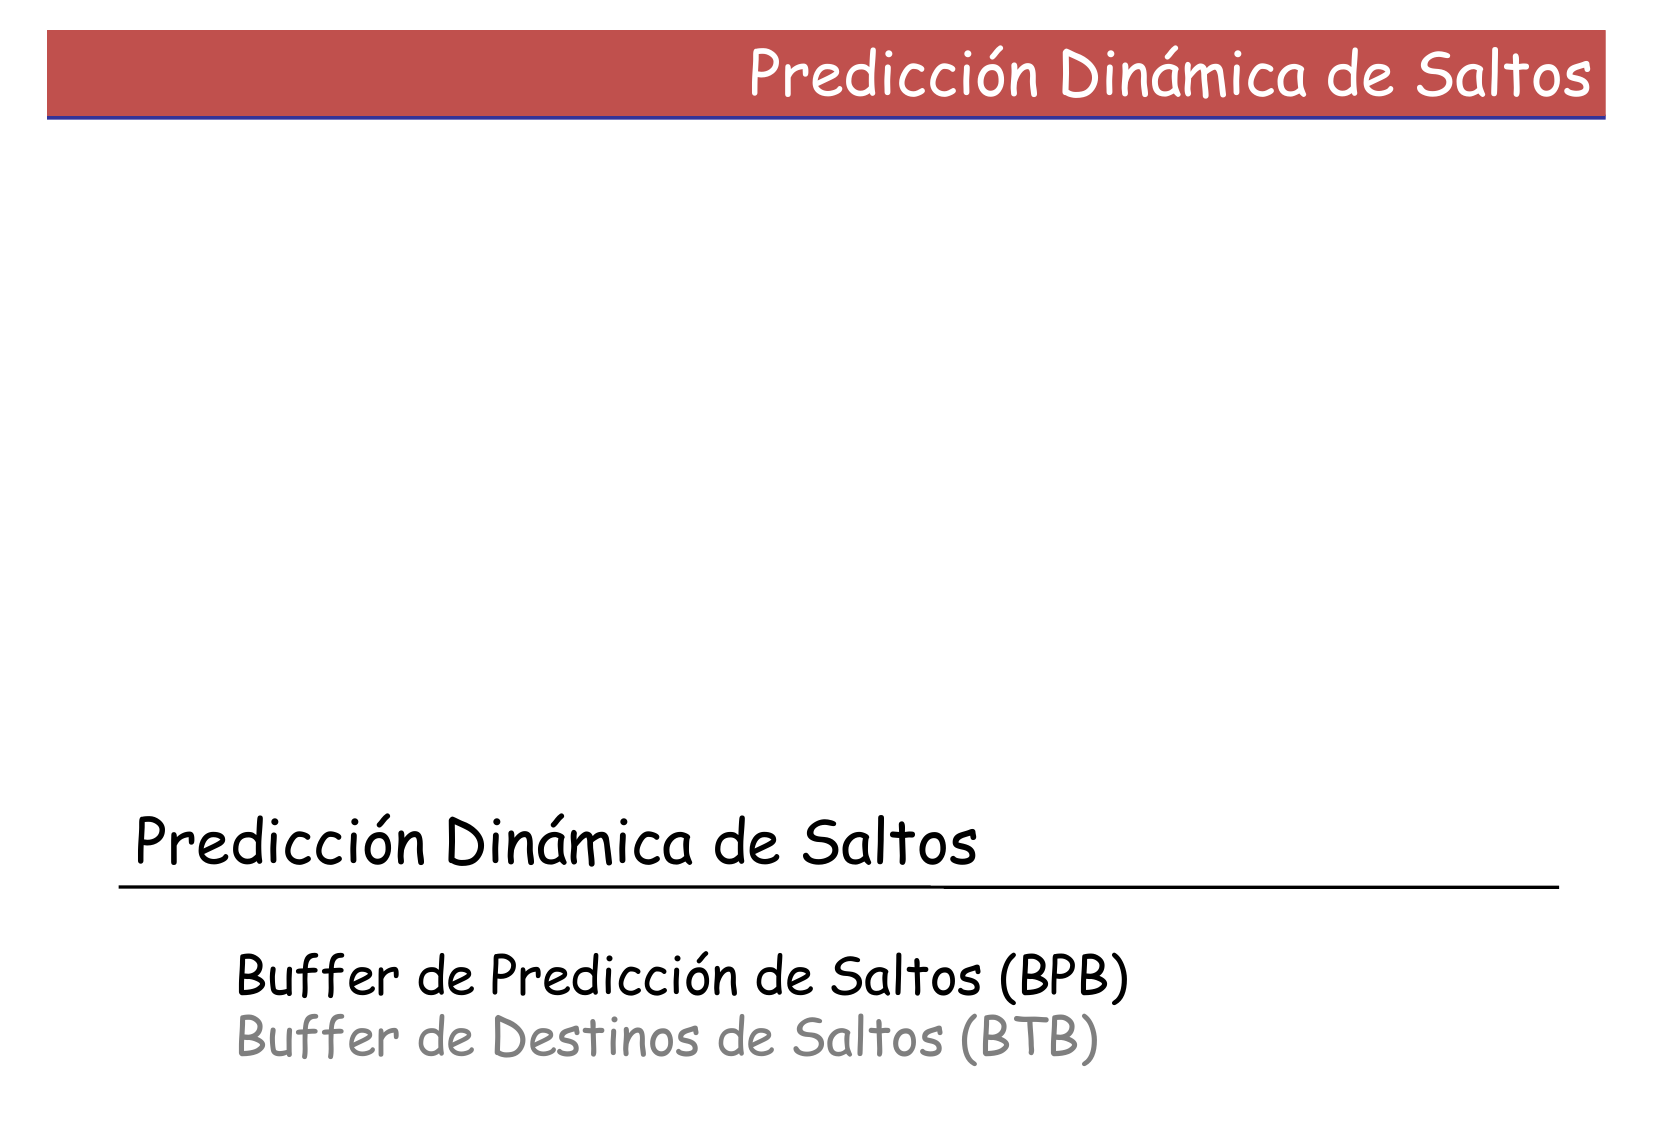 Predicción Dinámica de Saltos
Predicción Dinámica de Saltos
Buffer de Predicción de Saltos (BPB)
Buffer de Destinos de Saltos (BTB)